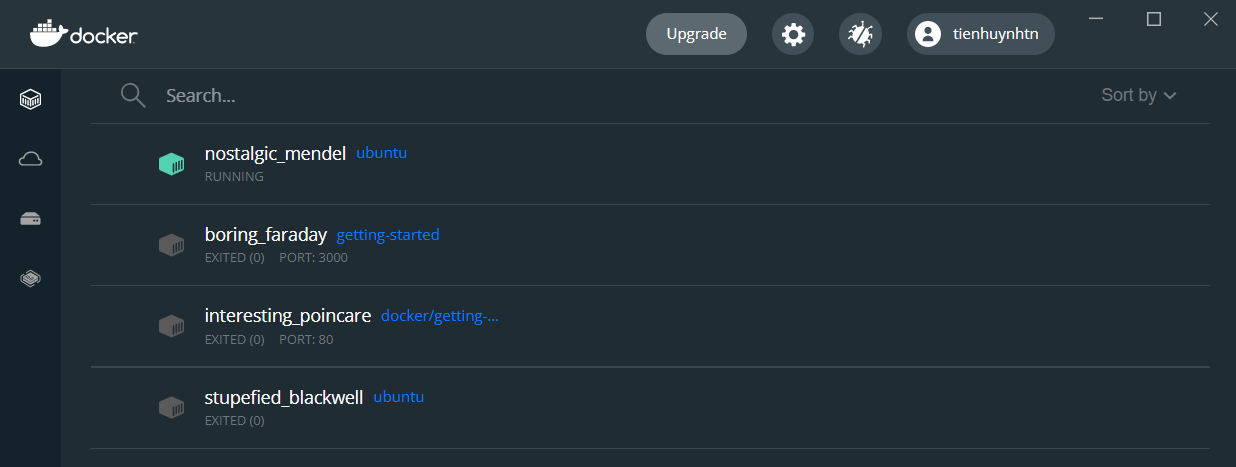 docker
Upgrade
tienhuynhtn
Search...
Sort by
nostalgic_mendel ubuntu
RUNNING
boring_faraday getting-started
EXITED (0) PORT: 3000
interesting_poincare docker/getting-...
EXITED (0) PORT: 80
stupefied_blackwell ubuntu
EXITED (0)